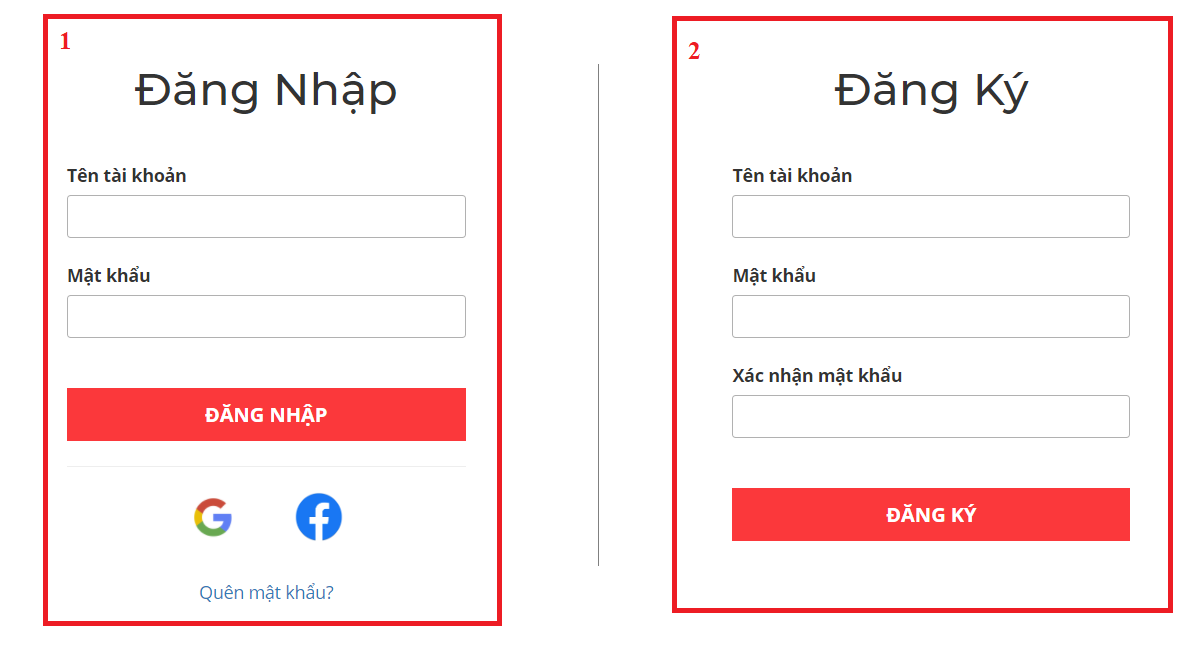 1
Đăng Nhập
Tên tài khoản
Mật khẩu
ĐĂNG NHẬP
Quên mật khẩu?
2
Đăng Ký
Tên tài khoản
Mật khẩu
Xác nhận mật khẩu
ĐĂNG KÝ